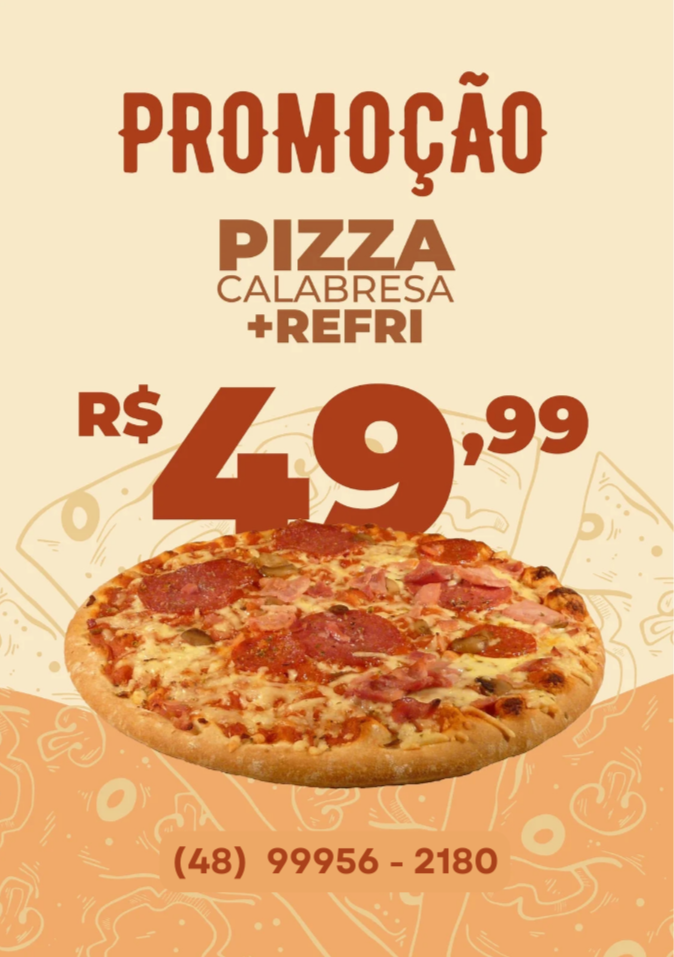 PROMOÇÃO
PIZZA
CALABRESA
+REFRI
R$ 49,99
(48) 99956 - 2180